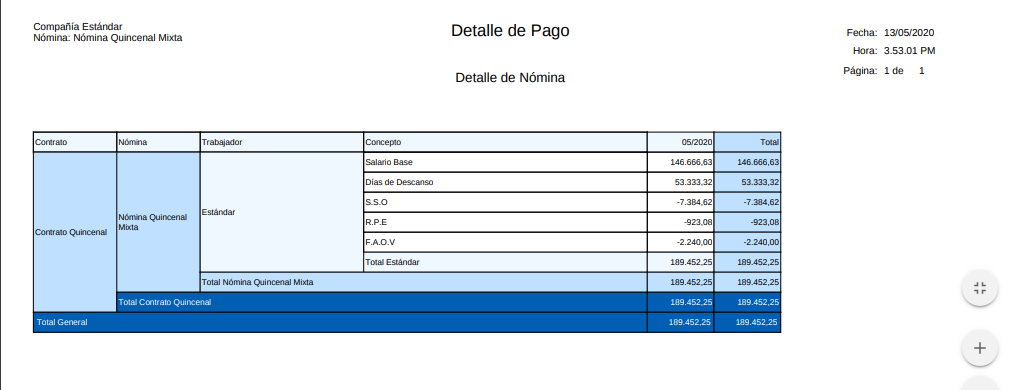 Compañía Estándar
Nómina: Nómina Quincenal Mixta
Detalle de Pago
Detalle de Nómina
Fecha: 13/05/2020
Hora: 3.53.01 PM
Página: 1 de 1
Contrato Nómina Trabajador Concepto 05/2020 Total
Contrato Quincenal
Nómina Quincenal
Mixta
Estándar
Salario Base 146.666,63 146.666,63
Días de Descanso 53.333,32 53.333,32
S.S.O -7.384,62 -7.384,62
R.P.E -923,08 -923,08
F.A.O.V -2.240,00 -2.240,00
Total Estándar 189.452,25 189.452,25
Total Nómina Quincenal Mixta 189.452,25 189.452,25
Total Contrato Quincenal 189.452,25 189.452,25
Total General 189.452,25 189.452,25